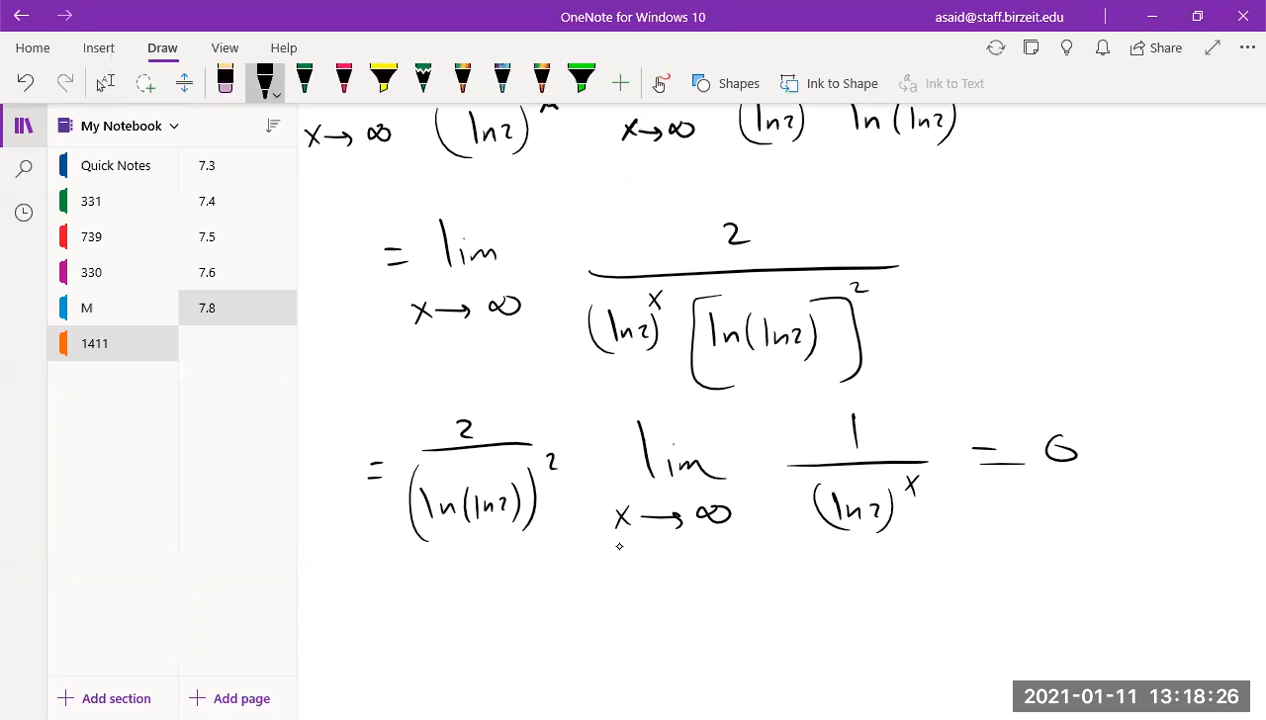 OneNote for Windows 10
asaid@staff.birzeit.edu
Home Insert Draw View Help
Share
Shapes Ink to Shape Ink to Text
My Notebook
Quick Notes 7.3
331 7.4
739 7.5
330 7.6
M 7.8
1411
x→∞ (ln2)^x x→∞ (ln2) ln(ln2)
= lim x→∞ 2 / (ln2)^x [ln(ln2)]^2
= 2 / (ln(ln2))^2 lim x→∞ 1 / (ln2)^x = 0
+ Add section + Add page
2021-01-11 13:18:26